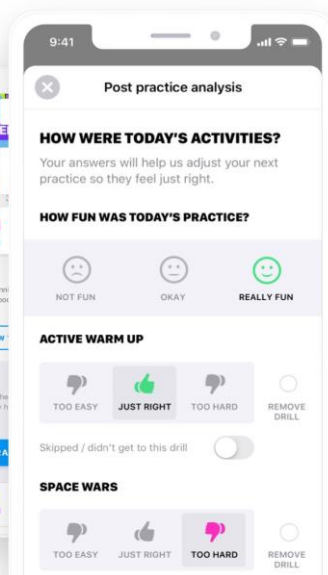 9:41
Post practice analysis
HOW WERE TODAY'S ACTIVITIES?
Your answers will help us adjust your next
practice so they feel just right.
HOW FUN WAS TODAY'S PRACTICE?
NOT FUN OKAY REALLY FUN
ACTIVE WARM UP
TOO EASY JUST RIGHT TOO HARD REMOVE
DRILL
Skipped / didn't get to this drill
SPACE WARS
TOO EASY JUST RIGHT TOO HARD REMOVE
DRILL